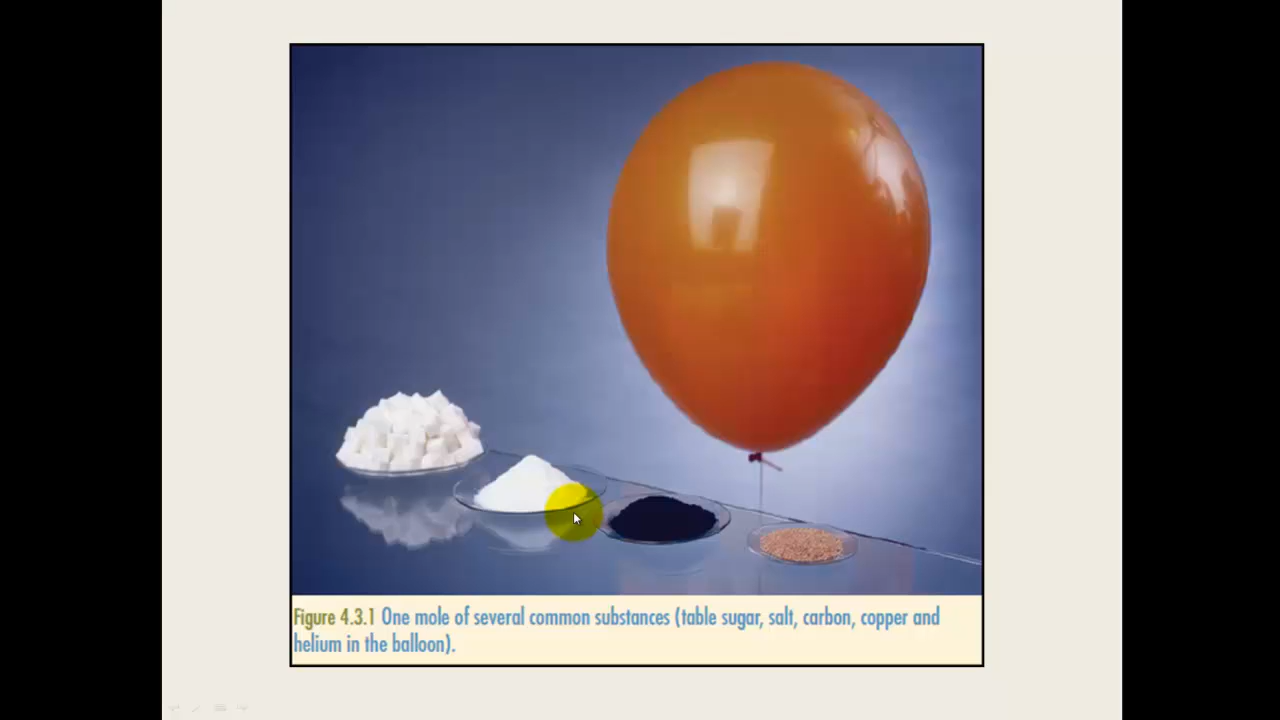 Figure 4.3.1 One mole of several common substances (table sugar, salt, carbon, copper and
helium in the balloon).